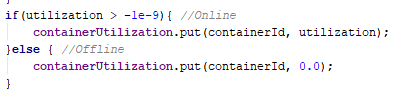 if(utilization > -1e-9){ //Online
    containerUtilization.put(containerId, utilization);
}else { //Offline
    containerUtilization.put(containerId, 0.0);
}